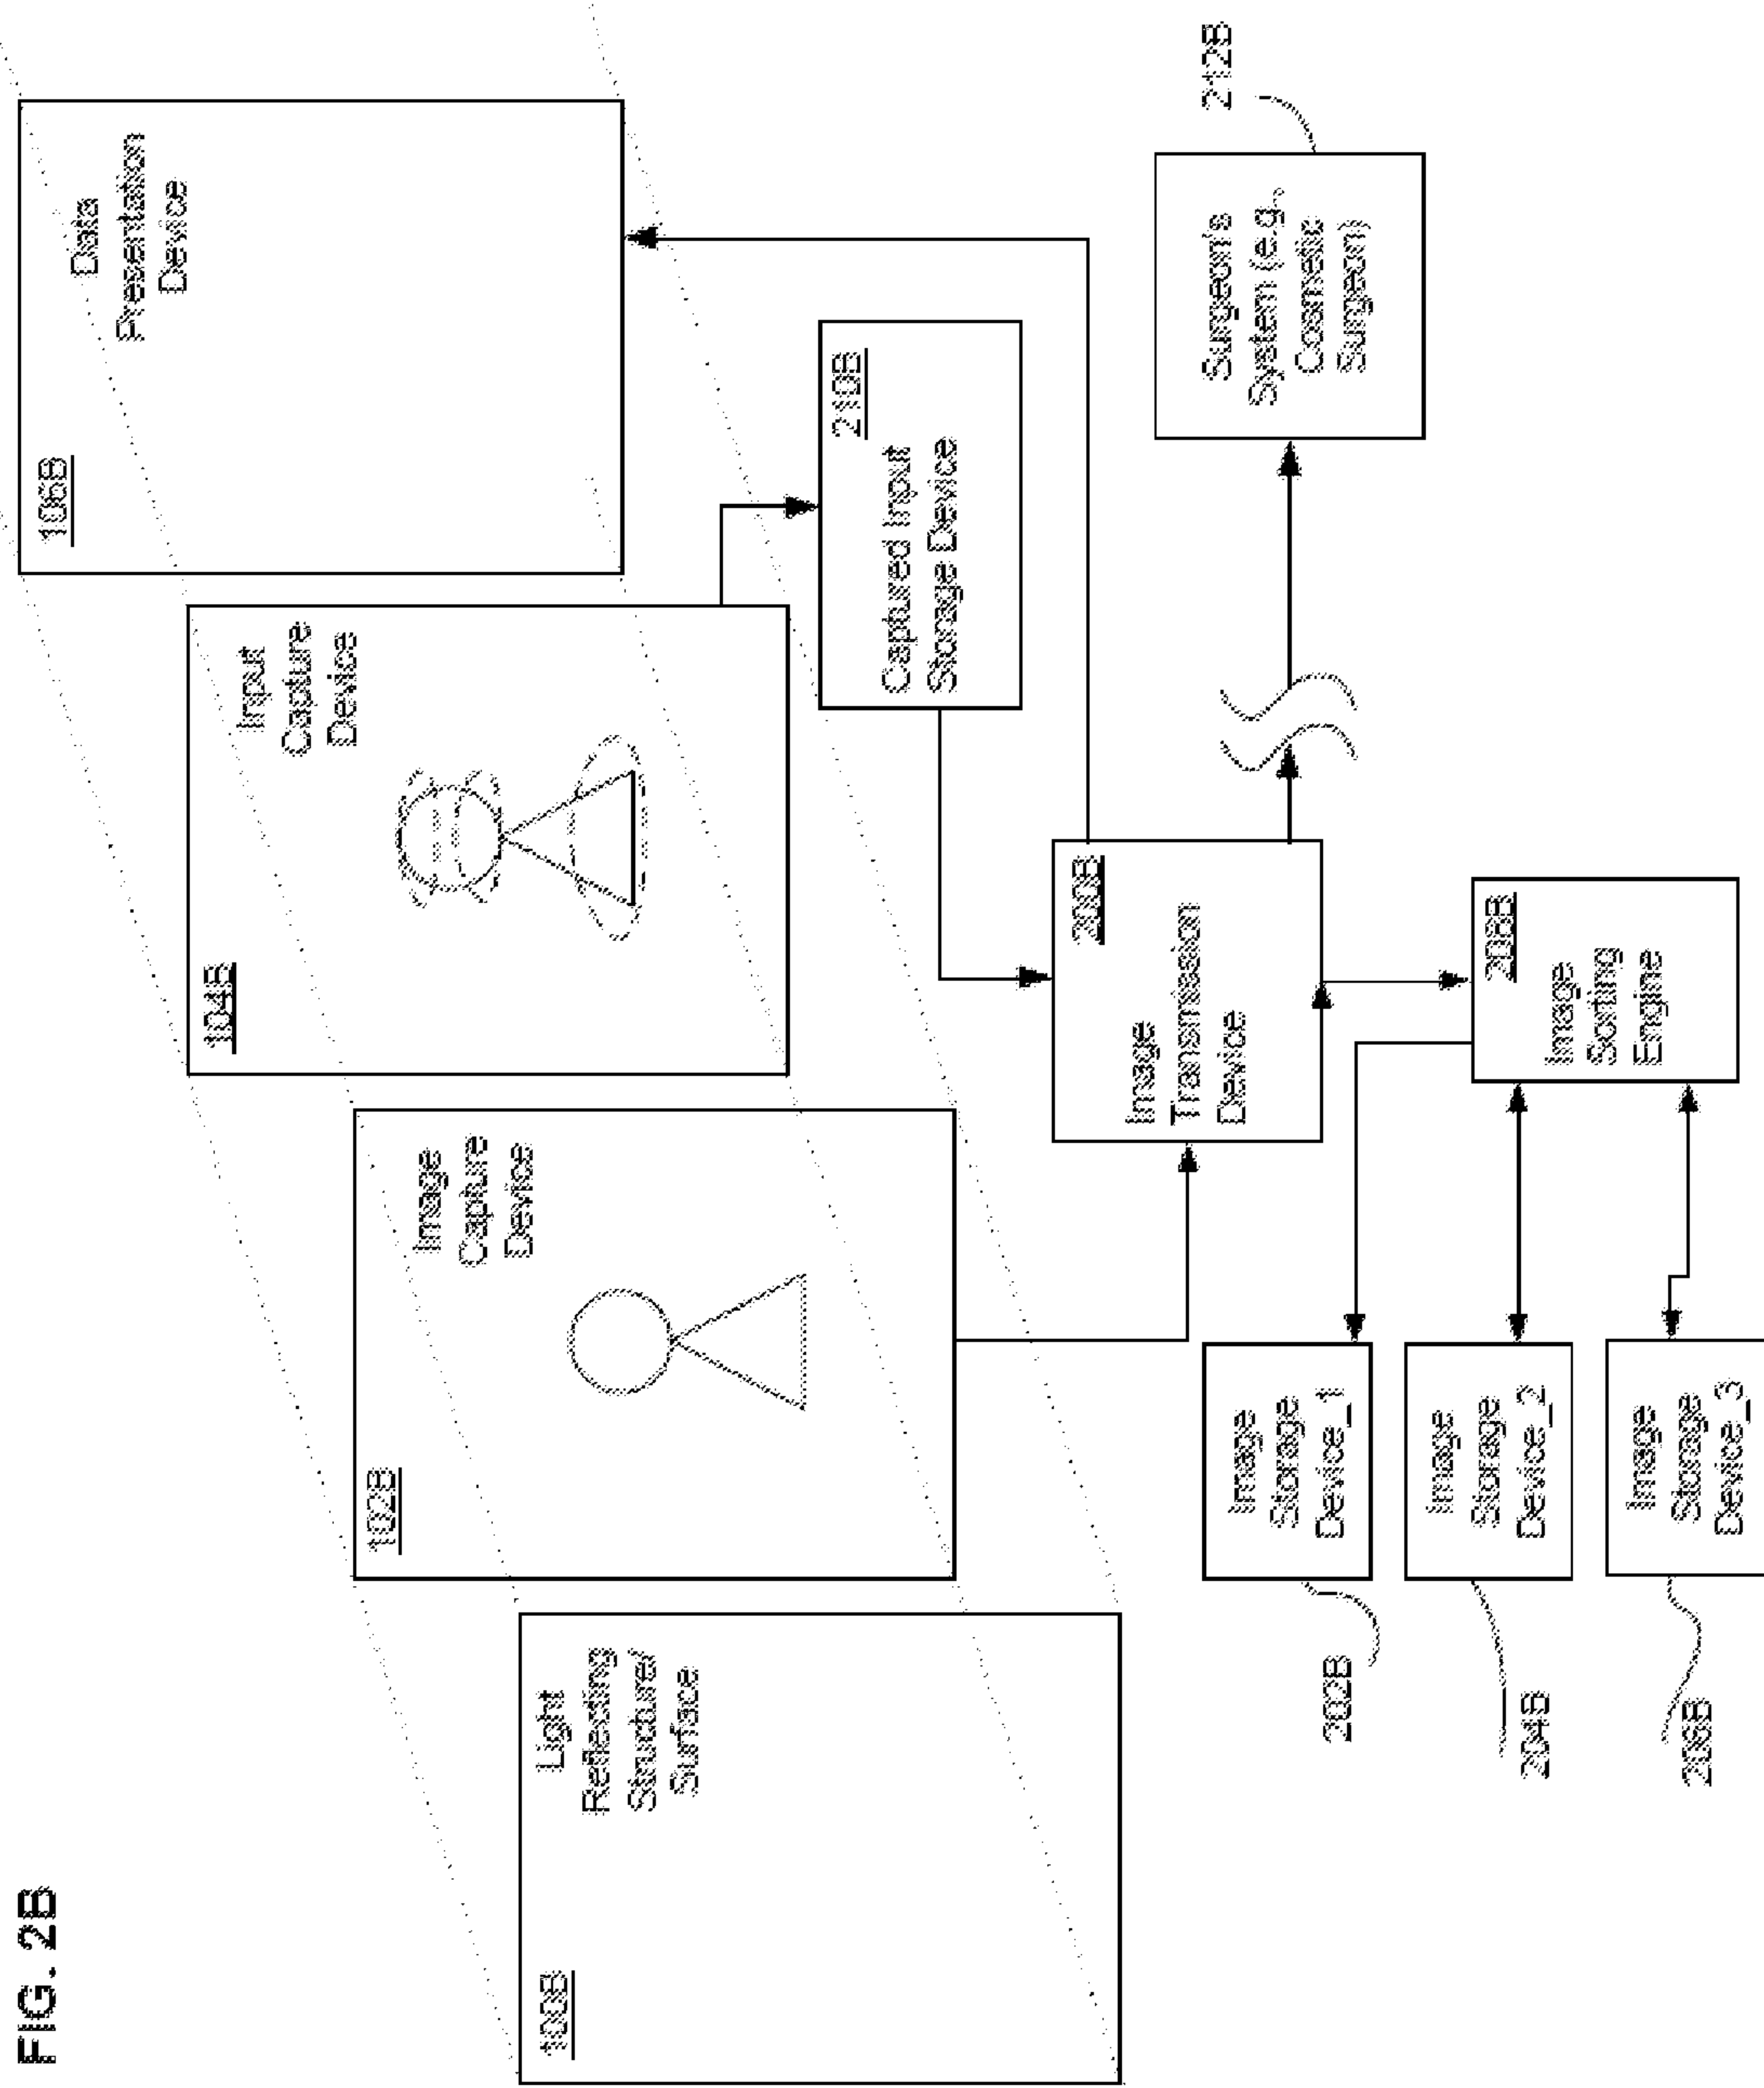 FIG. 2B
100B
Light
Reflecting
Structure/
Surface
102B
Image
Capture
Device
104B
Input
Capture
Device
106B
Data
Presentation
Device
210B
Captured Input
Storage Device
200B
Image
Transmission
Device
212B
Surgeon's
System (e.g.,
Cosmetic
Surgeon)
208B
Image
Sorting
Engine
202B
Image
Storage
Device_1
204B
Image
Storage
Device_2
206B
Image
Storage
Device_3